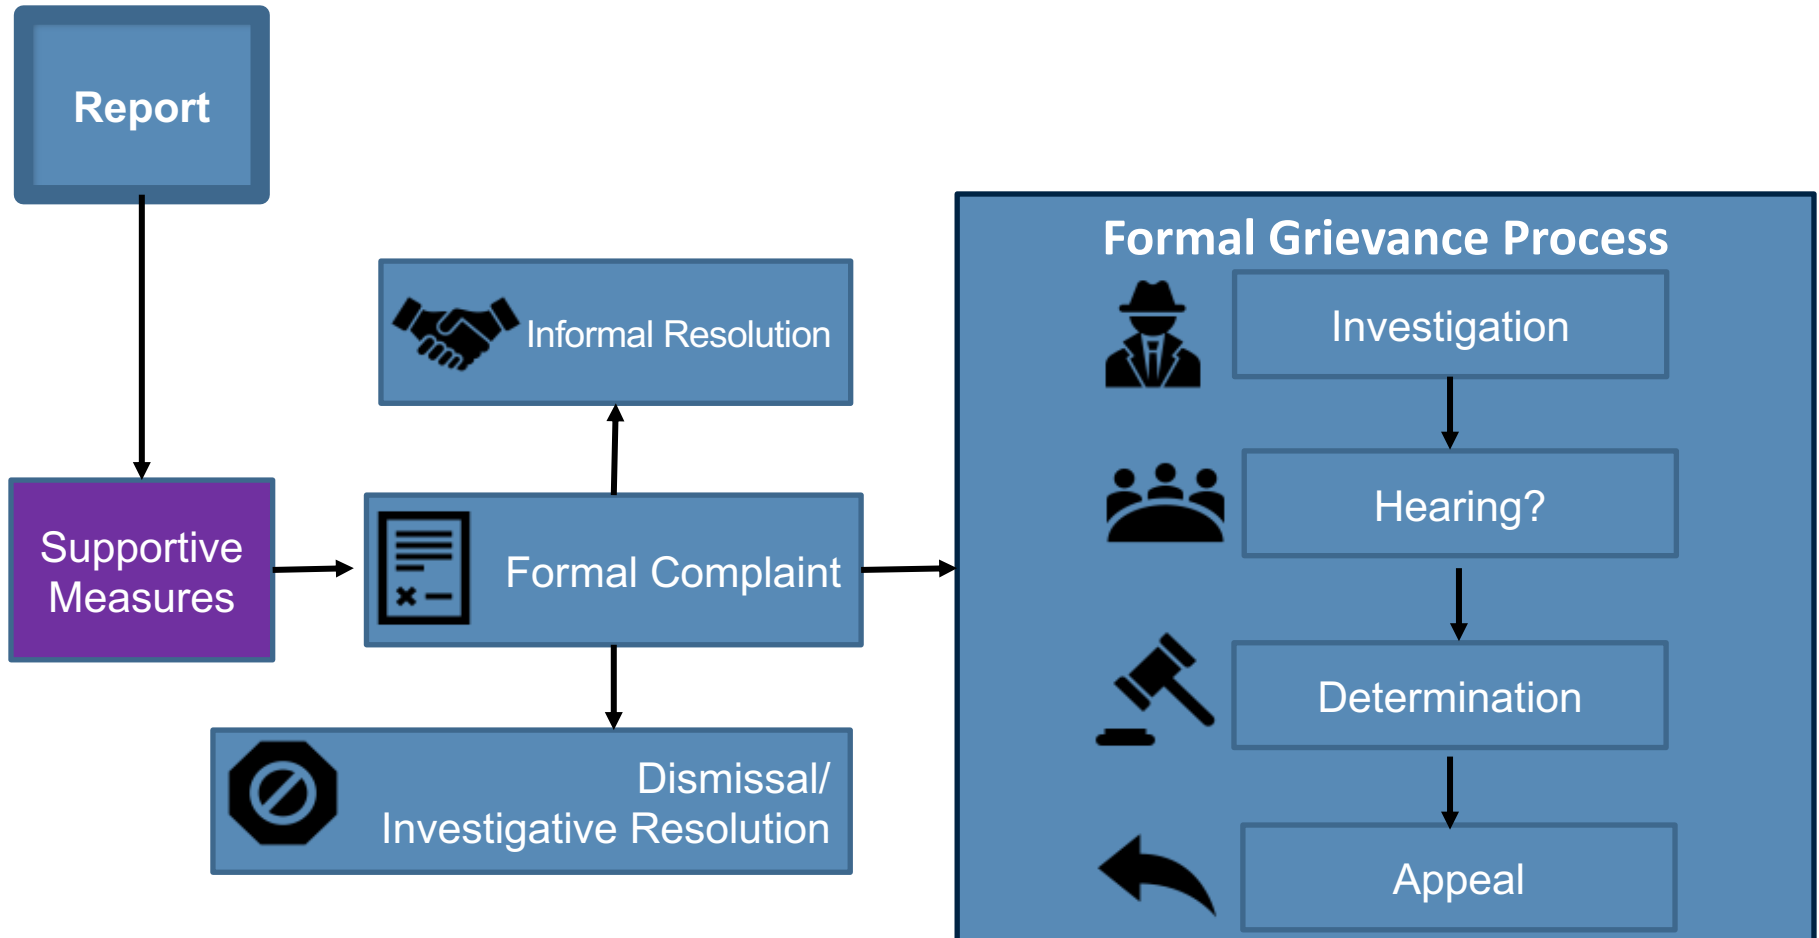 Report
Supportive
Measures
Informal Resolution
Formal Complaint
Dismissal/
Investigative Resolution
Formal Grievance Process
Investigation
Hearing?
Determination
Appeal